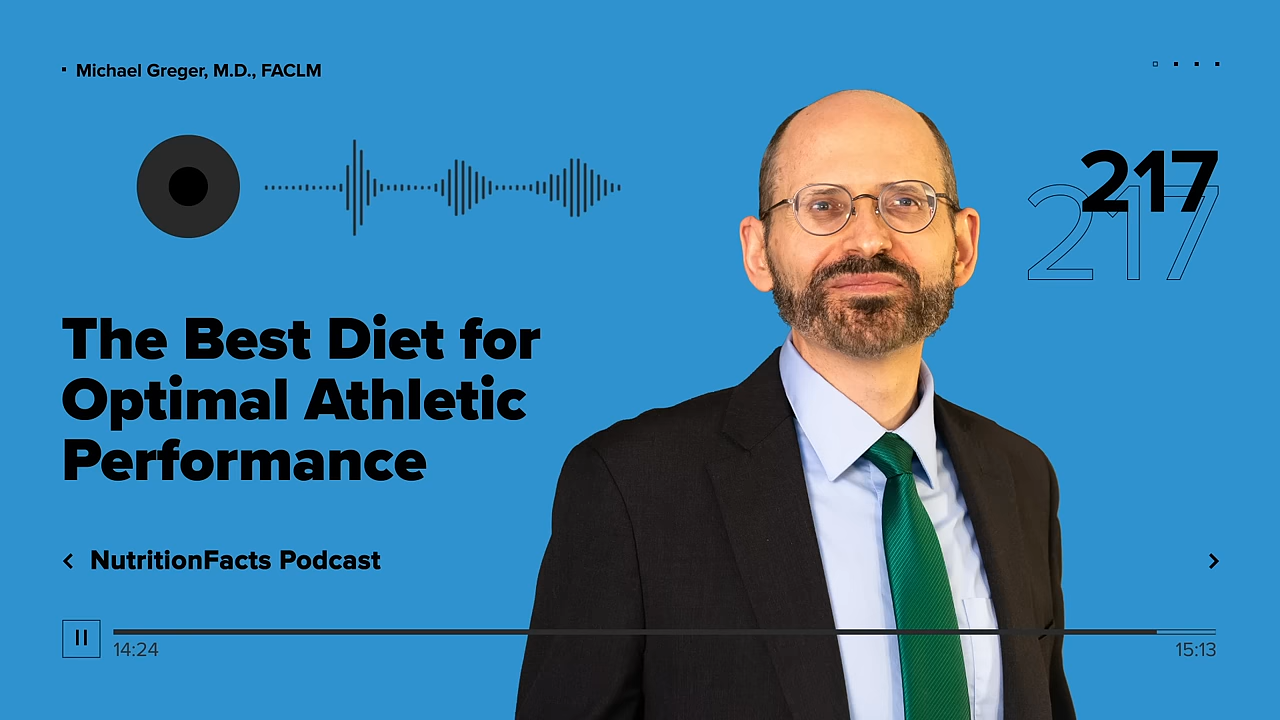 Michael Greger, M.D., FACLM
217
217
The Best Diet for
Optimal Athletic
Performance
NutritionFacts Podcast
14:24
15:13